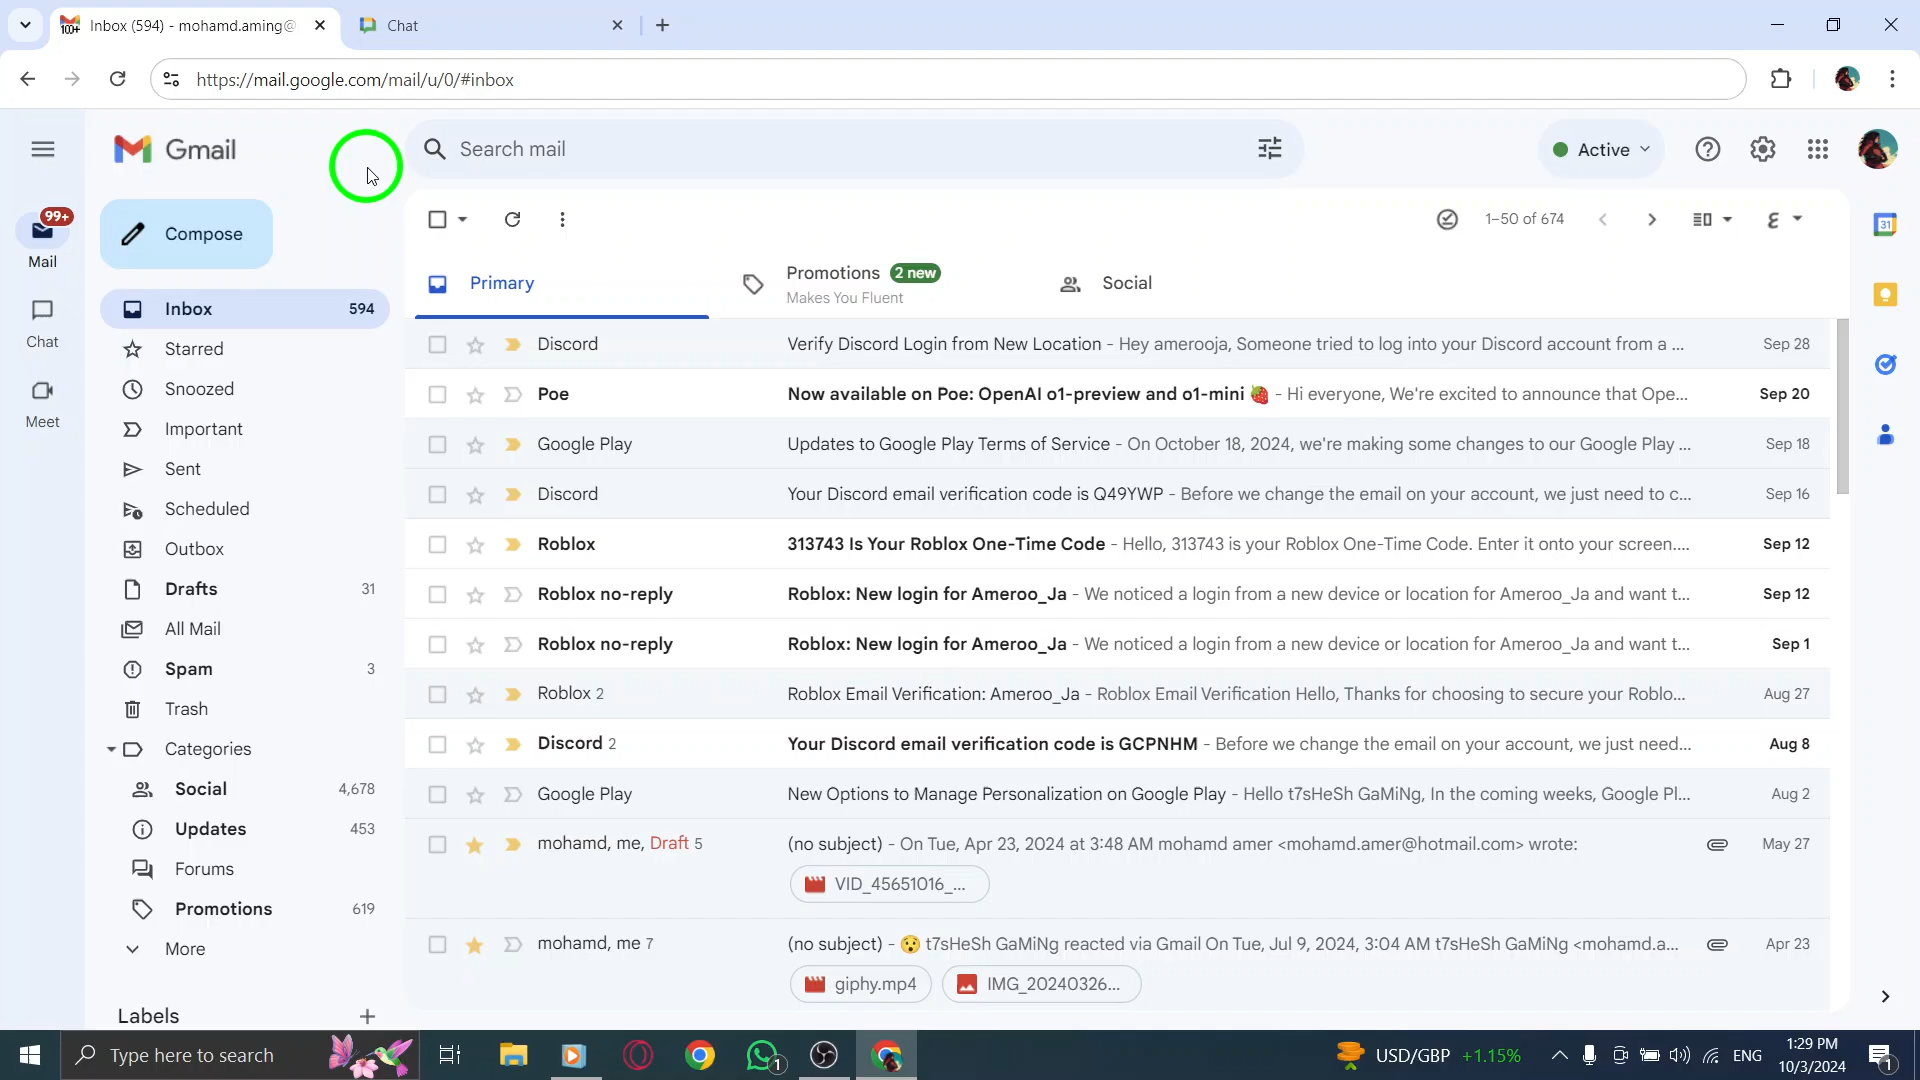 Inbox (594) - mohamd.aming@
Chat
https://mail.google.com/mail/u/0/#inbox
Gmail
Search mail
Active
99+
Mail
Chat
Meet
Compose
Inbox 594
Starred
Snoozed
Important
Sent
Scheduled
Outbox
Drafts 31
All Mail
Spam 3
Trash
Categories
Social 4,678
Updates 453
Forums
Promotions 619
More
Labels
1–50 of 674
Primary
Promotions 2 new
Makes You Fluent
Social
Discord Verify Discord Login from New Location - Hey amerooja, Someone tried to log into your Discord account from a ... Sep 28
Poe Now available on Poe: OpenAI o1-preview and o1-mini 🍓 - Hi everyone, We're excited to announce that Ope... Sep 20
Google Play Updates to Google Play Terms of Service - On October 18, 2024, we're making some changes to our Google Play ... Sep 18
Discord Your Discord email verification code is Q49YWP - Before we change the email on your account, we just need to c... Sep 16
Roblox 313743 Is Your Roblox One-Time Code - Hello, 313743 is your Roblox One-Time Code. Enter it onto your screen.... Sep 12
Roblox no-reply Roblox: New login for Ameroo_Ja - We noticed a login from a new device or location for Ameroo_Ja and want t... Sep 12
Roblox no-reply Roblox: New login for Ameroo_Ja - We noticed a login from a new device or location for Ameroo_Ja and want t... Sep 1
Roblox 2 Roblox Email Verification: Ameroo_Ja - Roblox Email Verification Hello, Thanks for choosing to secure your Roblo... Aug 27
Discord 2 Your Discord email verification code is GCPNHM - Before we change the email on your account, we just need... Aug 8
Google Play New Options to Manage Personalization on Google Play - Hello t7sHeSh GaMiNg, In the coming weeks, Google Pl... Aug 2
mohamd, me, Draft 5 (no subject) - On Tue, Apr 23, 2024 at 3:48 AM mohamd amer <mohamd.amer@hotmail.com> wrote: May 27
VID_45651016_...
mohamd, me 7 (no subject) - 😯 t7sHeSh GaMiNg reacted via Gmail On Tue, Jul 9, 2024, 3:04 AM t7sHeSh GaMiNg <mohamd.a... Apr 23
giphy.mp4 IMG_20240326...
Type here to search
1
USD/GBP +1.15%
ENG
1:29 PM
10/3/2024
1